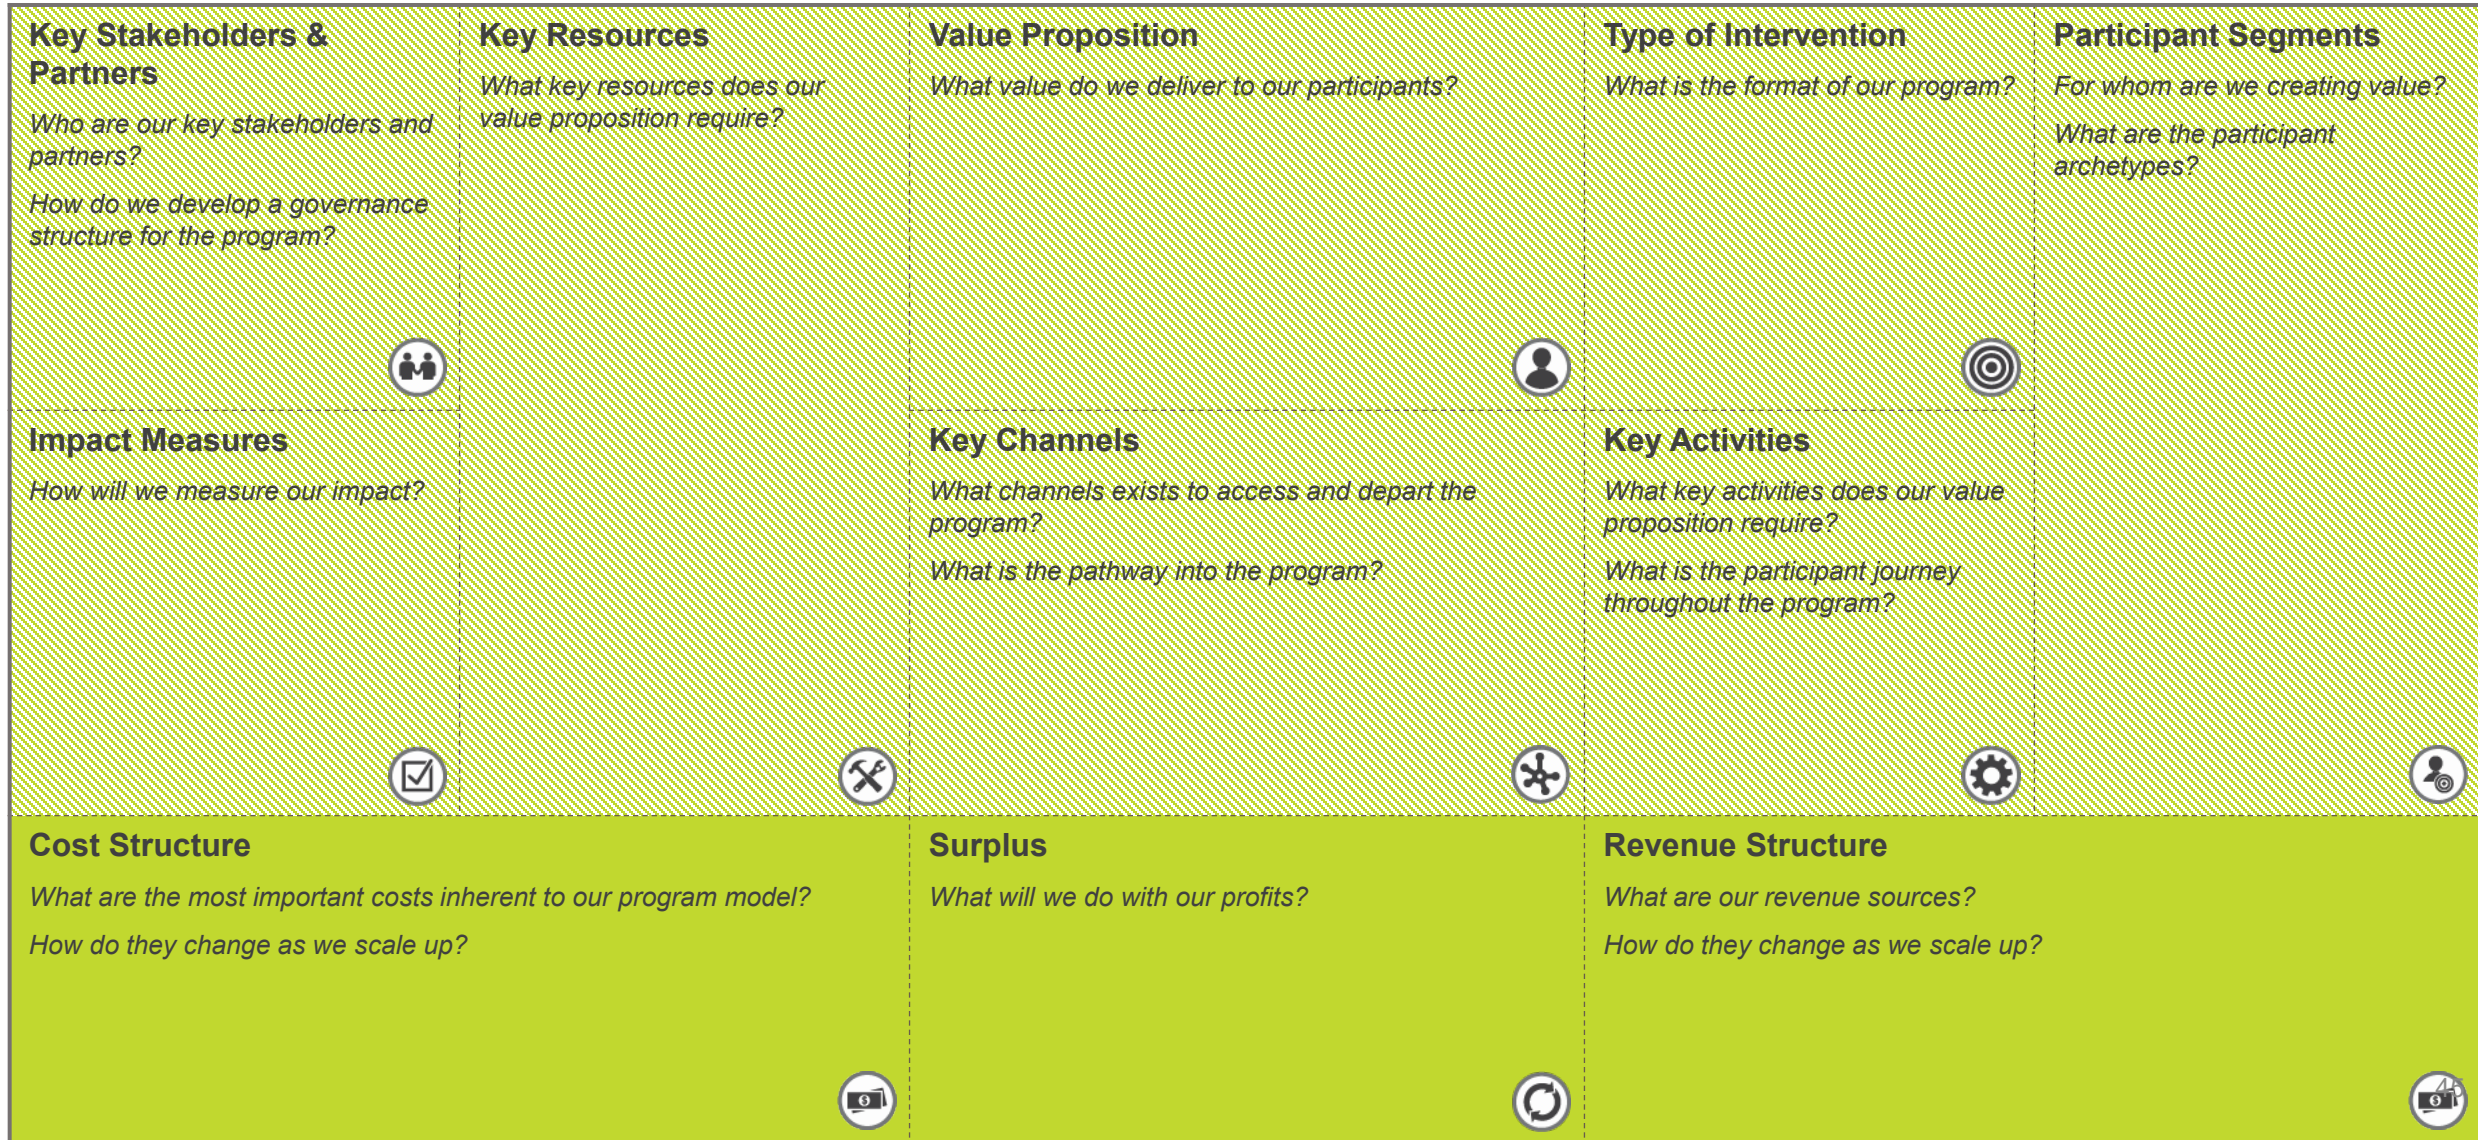 Key Stakeholders &
Partners
Who are our key stakeholders and
partners?
How do we develop a governance
structure for the program?
Key Resources
What key resources does our
value proposition require?
Value Proposition
What value do we deliver to our participants?
Type of Intervention
What is the format of our program?
Participant Segments
For whom are we creating value?
What are the participant
archetypes?
Impact Measures
How will we measure our impact?
Key Channels
What channels exists to access and depart the
program?
What is the pathway into the program?
Key Activities
What key activities does our value
proposition require?
What is the participant journey
throughout the program?
Cost Structure
What are the most important costs inherent to our program model?
How do they change as we scale up?
Surplus
What will we do with our profits?
Revenue Structure
What are our revenue sources?
How do they change as we scale up?